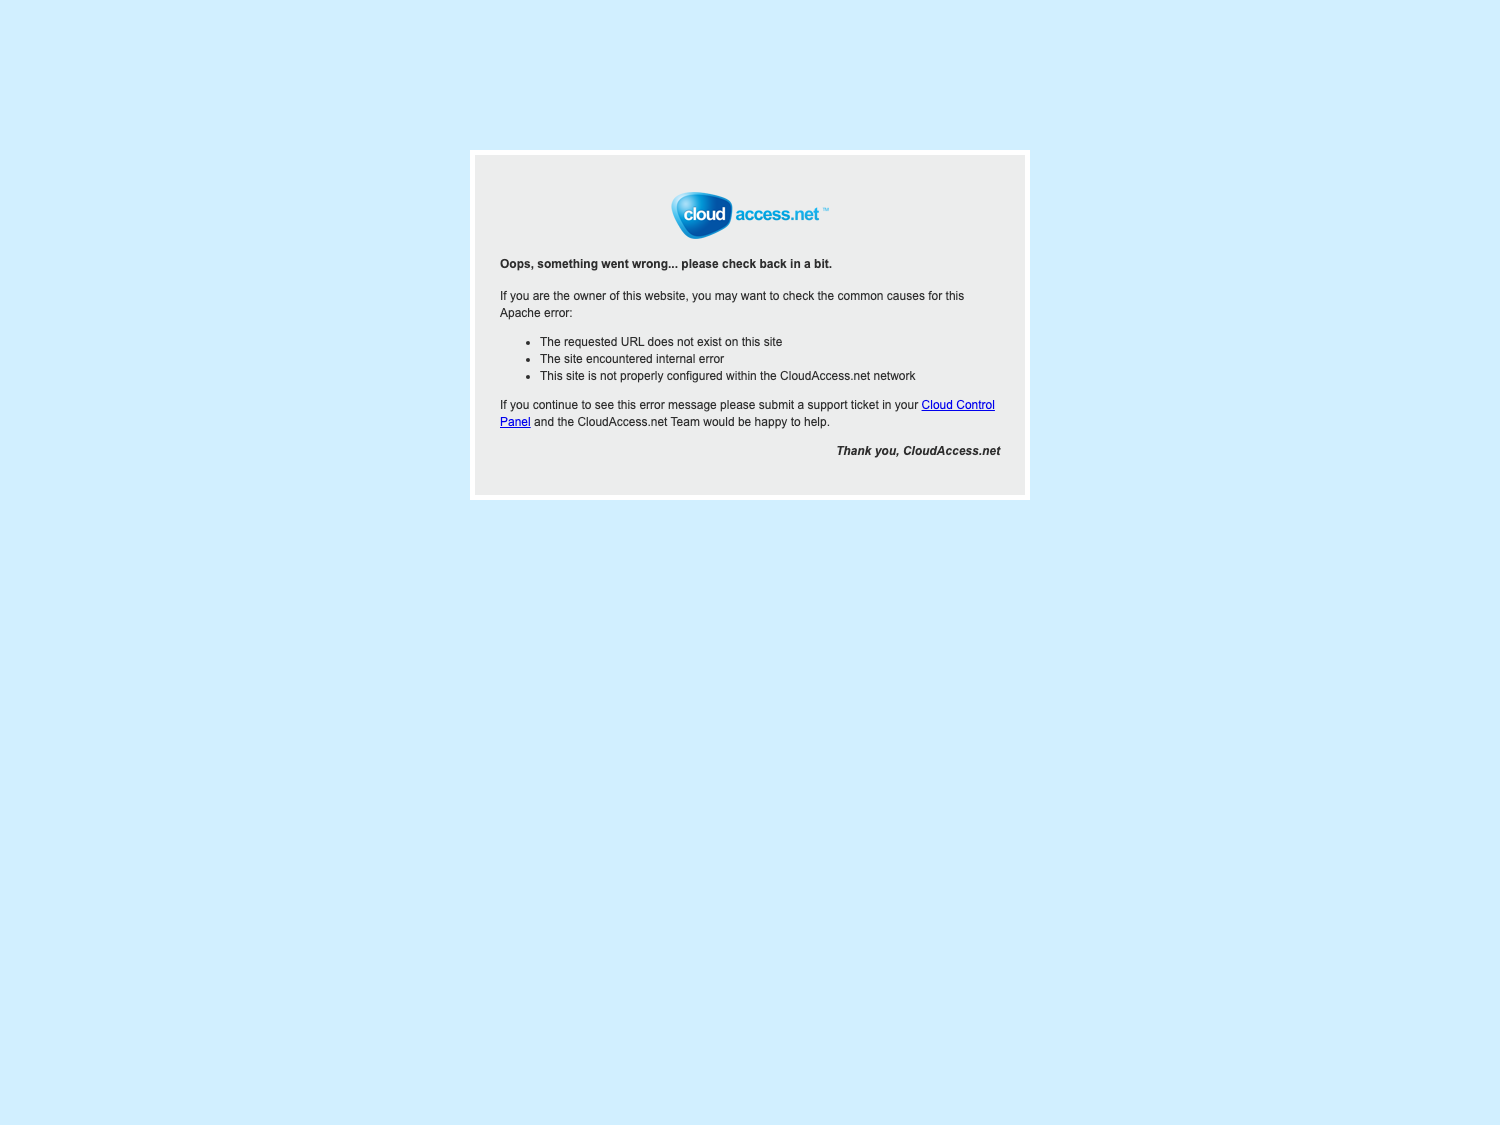 cloud access.net ™
Oops, something went wrong... please check back in a bit.
If you are the owner of this website, you may want to check the common causes for this
Apache error:
• The requested URL does not exist on this site
• The site encountered internal error
• This site is not properly configured within the CloudAccess.net network
If you continue to see this error message please submit a support ticket in your Cloud Control
Panel and the CloudAccess.net Team would be happy to help.
Thank you, CloudAccess.net